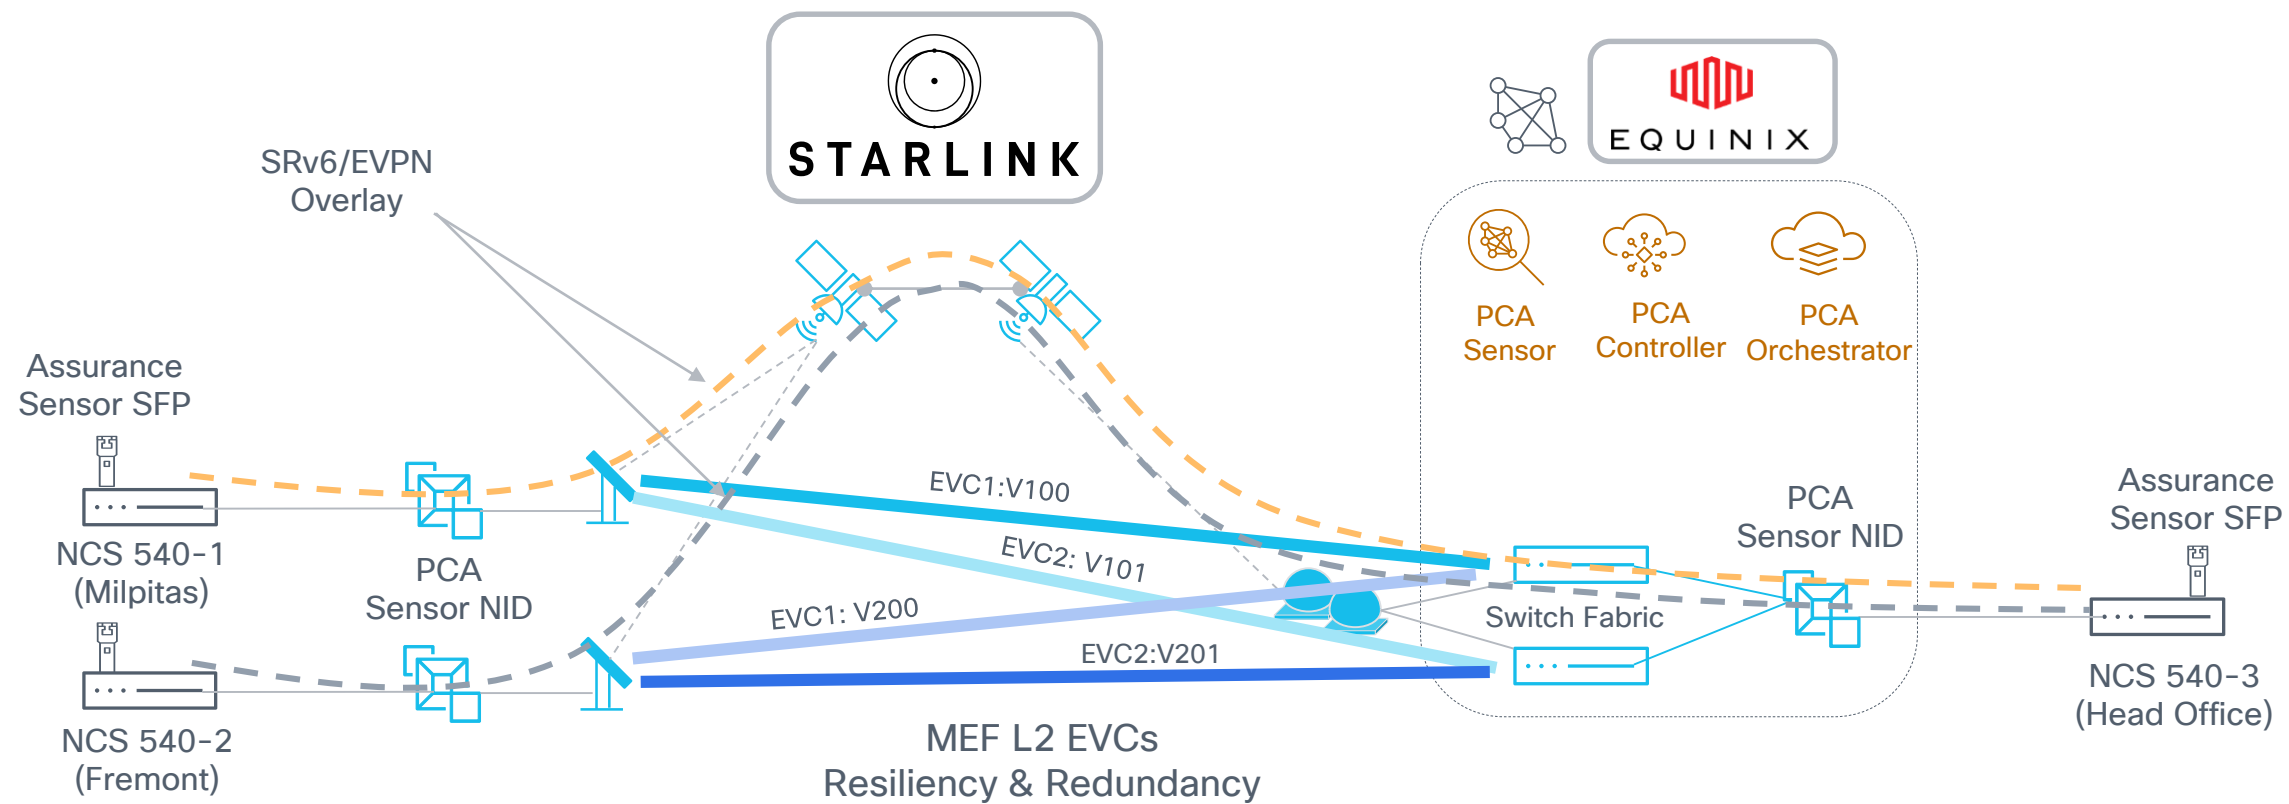 STARLINK
EQUINIX
SRv6/EVPN
Overlay
PCA
Sensor
PCA
Controller
PCA
Orchestrator
Assurance
Sensor SFP
NCS 540-1
(Milpitas)
PCA
Sensor NID
NCS 540-2
(Fremont)
EVC1:V100
EVC2: V101
EVC1: V200
EVC2:V201
MEF L2 EVCs
Resiliency & Redundancy
Switch Fabric
PCA
Sensor NID
Assurance
Sensor SFP
NCS 540-3
(Head Office)